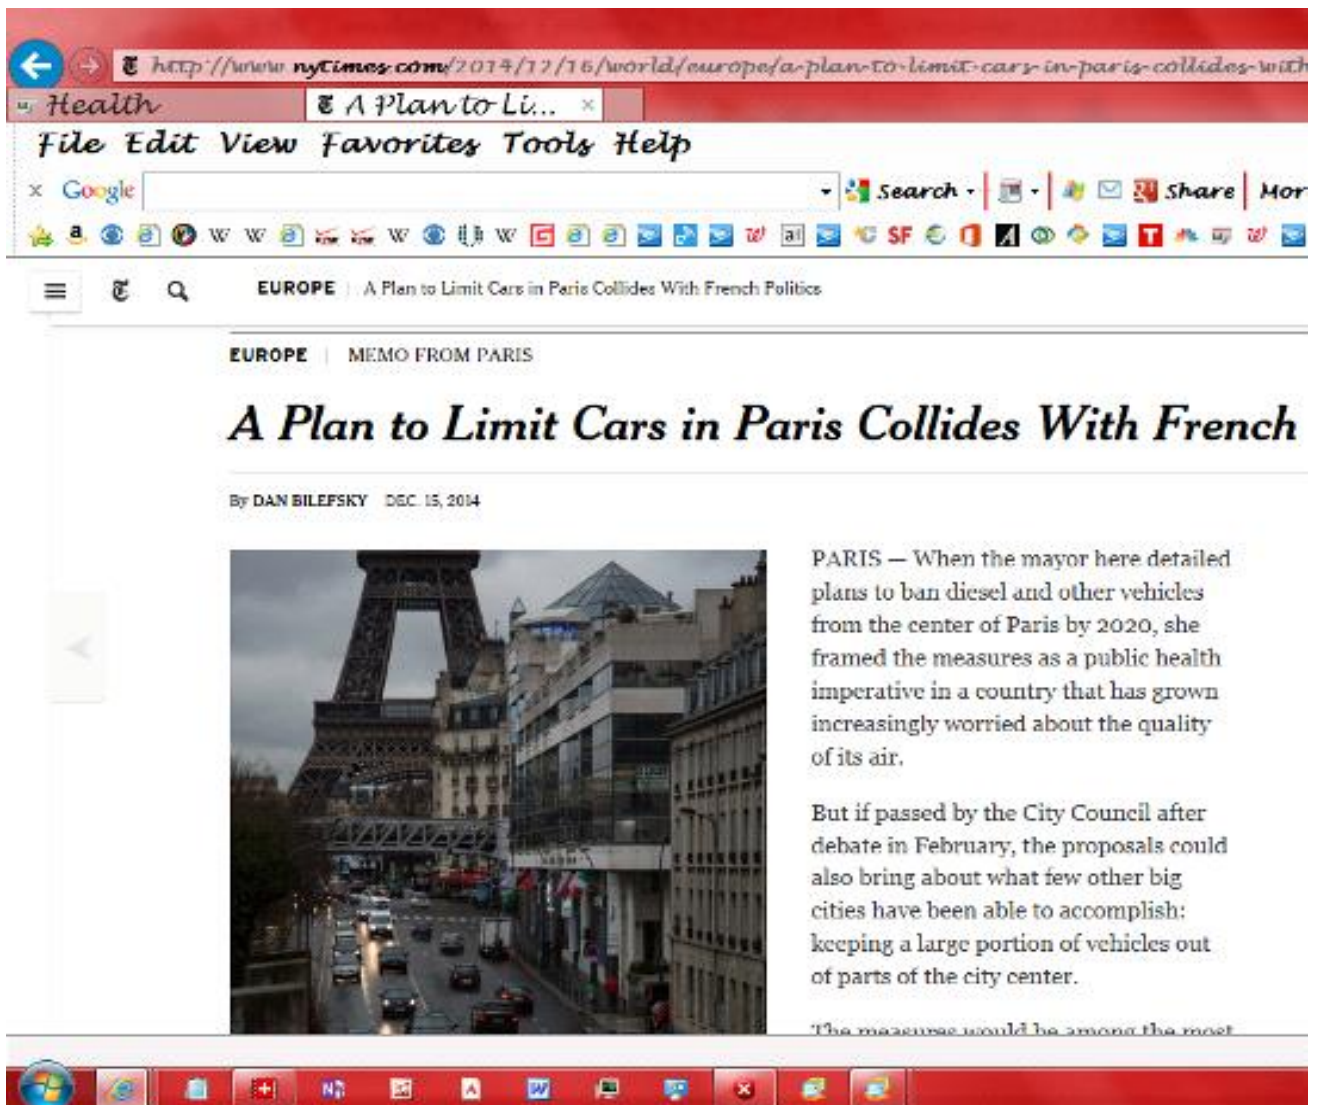 http://www.nytimes.com/2014/12/16/world/europe/a-plan-to-limit-cars-in-paris-collides-with
Health
A Plan to Li... ×
File Edit View Favorites Tools Help
x Google Search Share Mor
EUROPE | A Plan to Limit Cars in Paris Collides With French Politics
EUROPE | MEMO FROM PARIS
A Plan to Limit Cars in Paris Collides With French
By DAN BILEFSKY DEC. 15, 2014
PARIS — When the mayor here detailed
plans to ban diesel and other vehicles
from the center of Paris by 2020, she
framed the measures as a public health
imperative in a country that has grown
increasingly worried about the quality
of its air.
But if passed by the City Council after
debate in February, the proposals could
also bring about what few other big
cities have been able to accomplish:
keeping a large portion of vehicles out
of parts of the city center.
The measures would be among the most